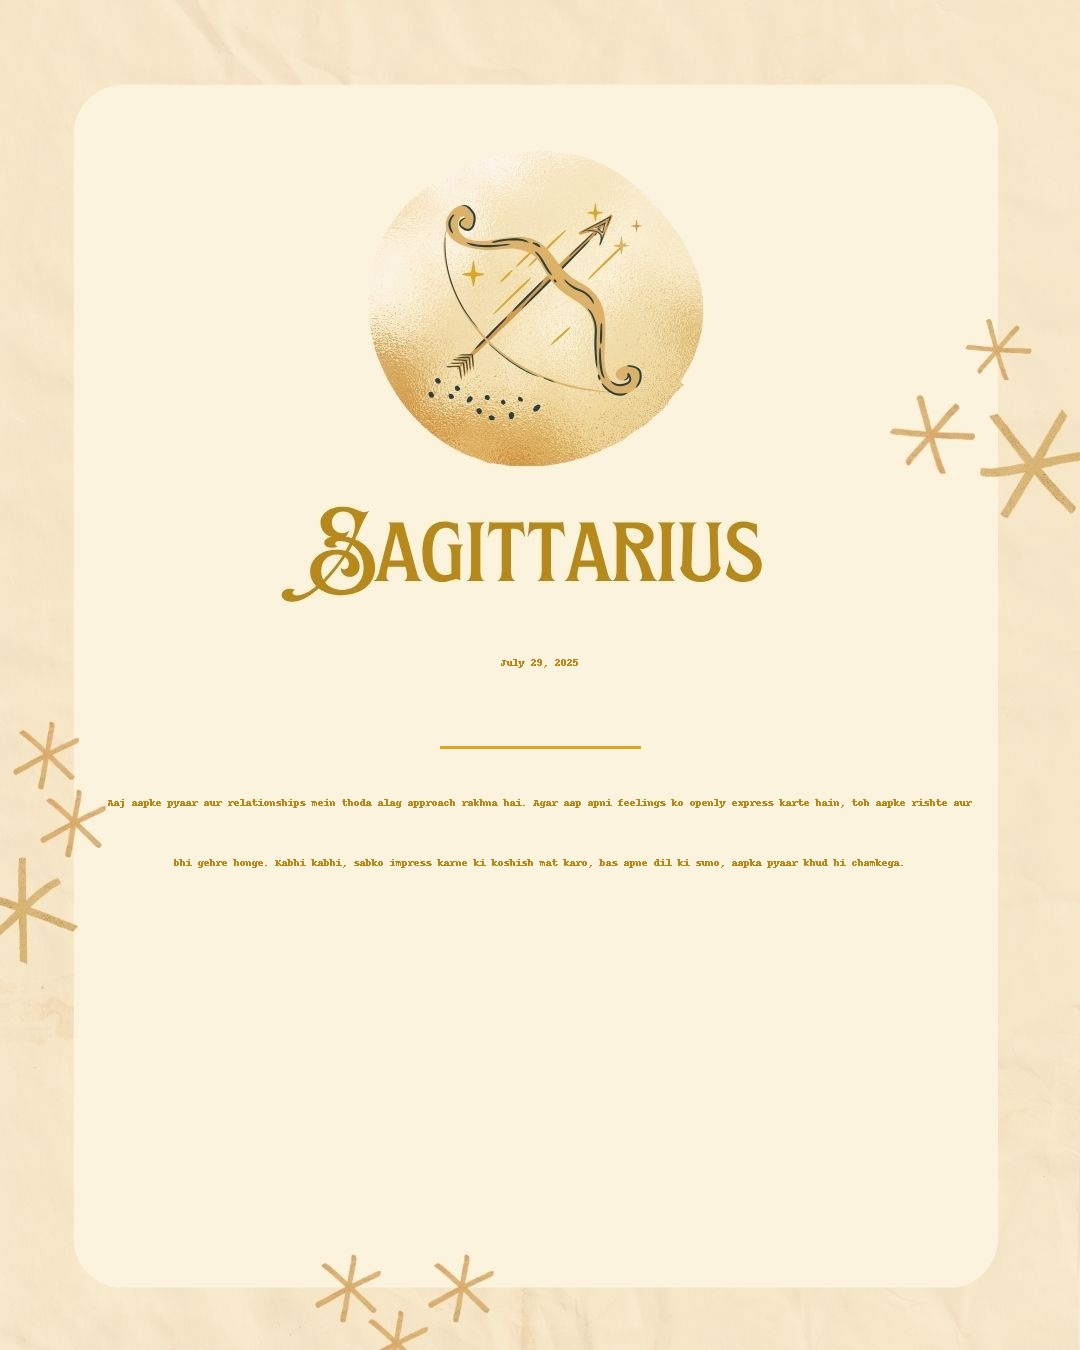 SAGITTARIUS
July 29, 2025
Aaj aapke pyaar aur relationships mein thoda alag approach rakhna hai. Agar aap apni feelings ko openly express karte hain, toh aapke rishte aur
bhi gehre honge. Kabhi kabhi, sabko impress karne ki koshish mat karo, bas apne dil ki suno, aapka pyaar khud hi chamkega.